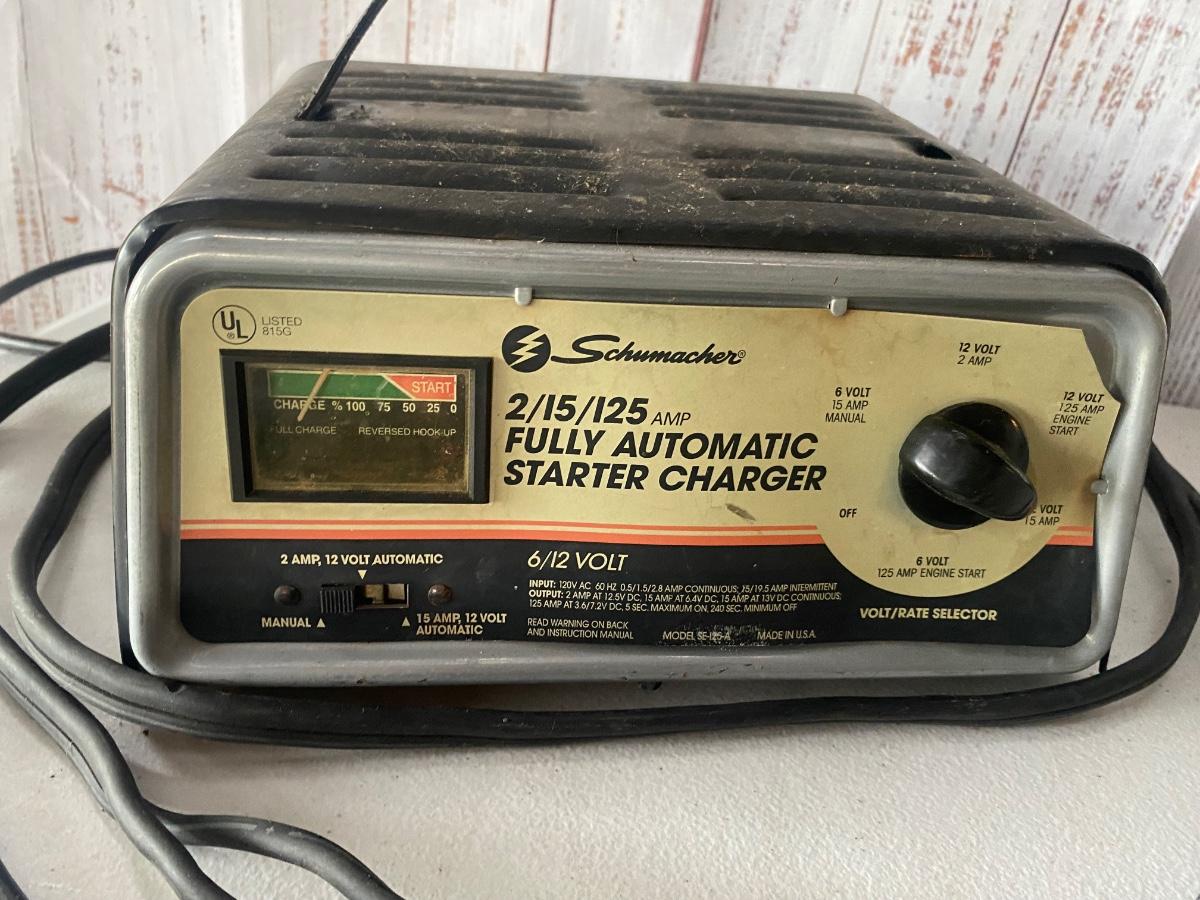 UL
®
LISTED
815G
START
CHARGE % 100 75 50 25 0
FULL CHARGE REVERSED HOOK-UP
Schumacher®
2/15/125 AMP
FULLY AUTOMATIC
STARTER CHARGER
12 VOLT
2 AMP
6 VOLT
15 AMP
MANUAL
12 VOLT
125 AMP
ENGINE
START
OFF
VOLT
15 AMP
6 VOLT
125 AMP ENGINE START
VOLT/RATE SELECTOR
2 AMP, 12 VOLT AUTOMATIC
▼
MANUAL ▲
▲ 15 AMP, 12 VOLT
AUTOMATIC
6/12 VOLT
INPUT: 120V AC 60 HZ 0.5/1.5/2.8 AMP CONTINUOUS; 15/19.5 AMP INTERMITTENT
OUTPUT: 2 AMP AT 12.5V DC, 15 AMP AT 6.4V DC, 15 AMP AT 13V DC CONTINUOUS;
125 AMP AT 3.6/7.2V DC, 5 SEC. MAXIMUM ON, 240 SEC. MINIMUM OFF
READ WARNING ON BACK
AND INSTRUCTION MANUAL
MODEL SE-125-A MADE IN U.S.A.